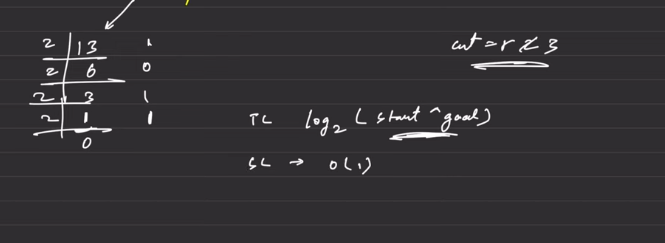 2 13 1
2 6 0
2 3 1
2 1 1
0
cnt = r 2 3
TC log2 ( start ^ goal )
SC → O(1)